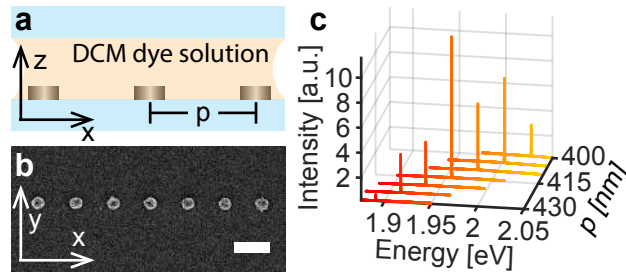 a
DCM dye solution
z
x
p
b
y
x
c
Intensity [a.u.]
10
8
6
4
2
400
415
430
p [nm]
1.9
1.95
2
2.05
Energy [eV]